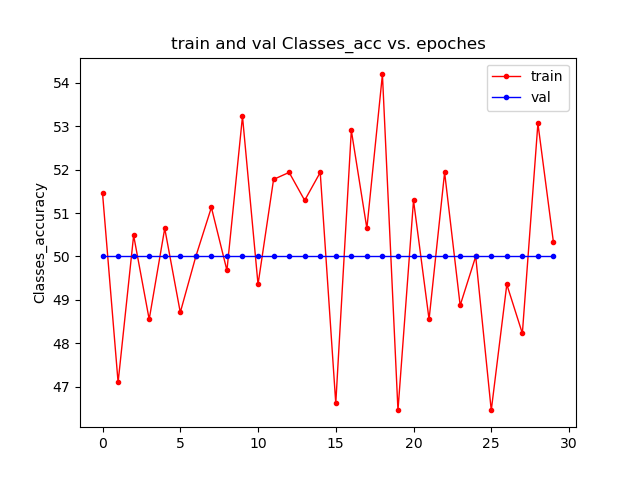 train and val Classes_acc vs. epoches
train
val
Classes_accuracy
54
53
52
51
50
49
48
47
0 5 10 15 20 25 30